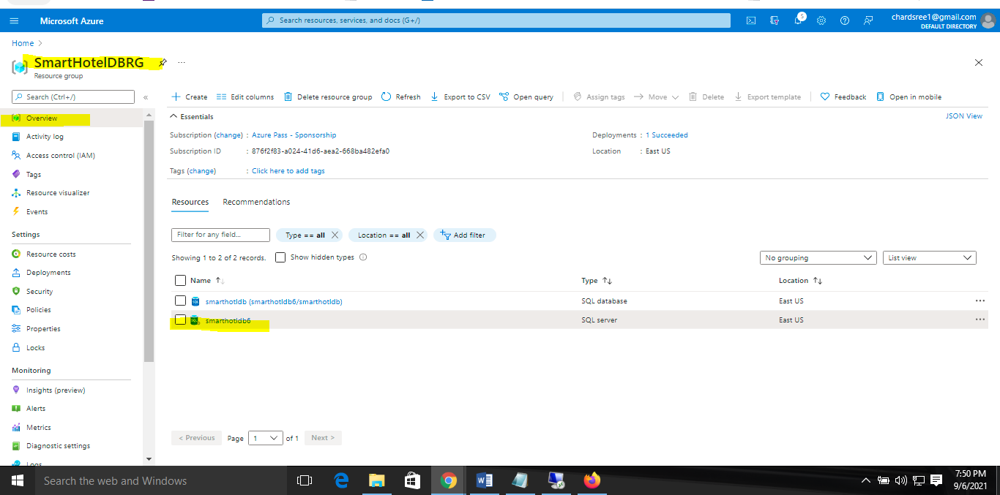 Microsoft Azure
Search resources, services, and docs (G+/)
5
chardsree1@gmail.com
DEFAULT DIRECTORY
Home >
SmartHotelDBRG
...
Resource group
Search (Ctrl+/)
«
Overview
Activity log
Access control (IAM)
Tags
Resource visualizer
Events
Settings
Resource costs
Deployments
Security
Policies
Properties
Locks
Monitoring
Insights (preview)
Alerts
Metrics
Diagnostic settings
Logs
Create
Edit columns
Delete resource group
Refresh
Export to CSV
Open query
Assign tags
Move
Delete
Export template
Feedback
Open in mobile
Essentials
JSON View
Subscription (change) : Azure Pass - Sponsorship
Deployments : 1 Succeeded
Subscription ID : 876f2f83-a024-41d6-aea2-668ba482efa0
Location : East US
Tags (change) : Click here to add tags
Resources Recommendations
Filter for any field...
Type == all
Location == all
Add filter
Showing 1 to 2 of 2 records.
Show hidden types
No grouping
List view
Name Type Location
smarthotldb (smarthotldb6/smarthotldb) SQL database East US ...
smarthotldb6 SQL server East US ...
< Previous Page 1 of 1 Next >
Search the web and Windows
7:50 PM
9/6/2021